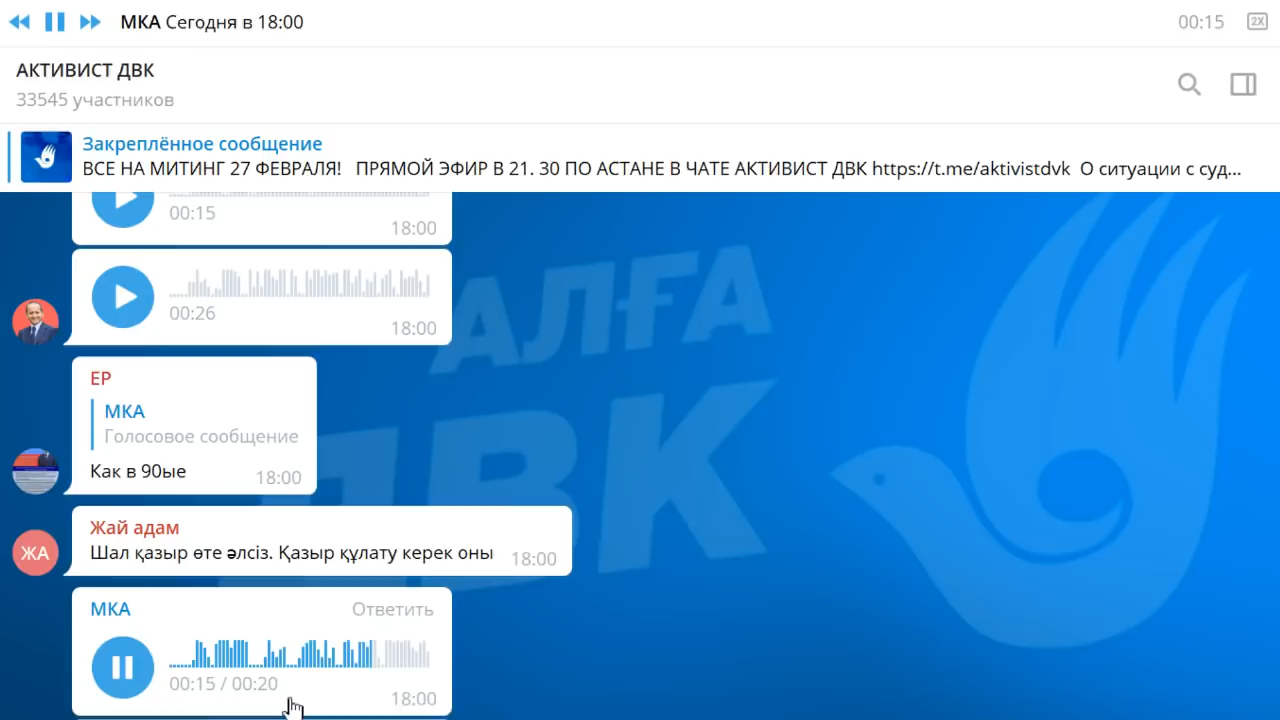 МКА Сегодня в 18:00
00:15
2X
АКТИВИСТ ДВК
33545 участников
Закреплённое сообщение
ВСЕ НА МИТИНГ 27 ФЕВРАЛЯ! ПРЯМОЙ ЭФИР В 21. 30 ПО АСТАНЕ В ЧАТЕ АКТИВИСТ ДВК https://t.me/aktivistdvk О ситуации с суд...
00:15
18:00
00:26
18:00
АЛҒА
ДВК
ЕР
МКА
Голосовое сообщение
Как в 90ые
18:00
ЖА
Жай адам
Шал қазыр өте әлсіз. Қазыр құлату керек оны
18:00
МКА
Ответить
00:15 / 00:20
18:00